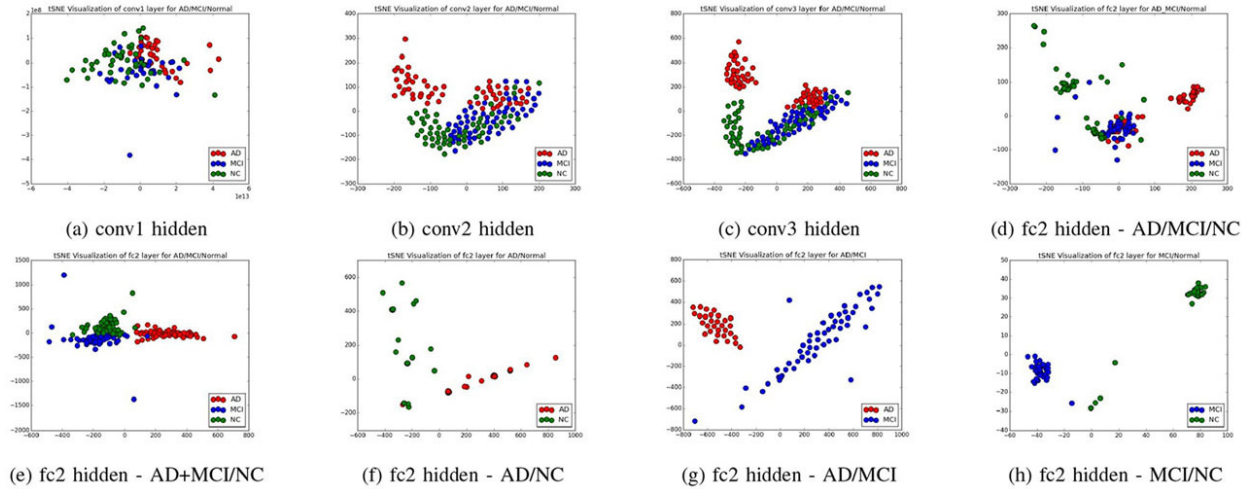 tSNE Visualization of conv1 layer for AD/MCI/Normal
tSNE Visualization of conv2 layer for AD/MCI/Normal
tSNE Visualization of conv3 layer for AD/MCI/Normal
tSNE Visualization of fc2 layer for AD_MCI/Normal
1e8
1e13
AD
MCI
NC
AD
MCI
NC
AD
MCI
NC
AD
MCI
NC
(a) conv1 hidden
(b) conv2 hidden
(c) conv3 hidden
(d) fc2 hidden - AD/MCI/NC
tSNE Visualization of fc2 layer for AD/MCI/Normal
tSNE Visualization of fc2 layer for AD/Normal
tSNE Visualization of fc2 layer for AD/MCI
tSNE Visualization of fc2 layer for MCI/Normal
AD
MCI
NC
AD
NC
AD
MCI
MCI
NC
(e) fc2 hidden - AD+MCI/NC
(f) fc2 hidden - AD/NC
(g) fc2 hidden - AD/MCI
(h) fc2 hidden - MCI/NC